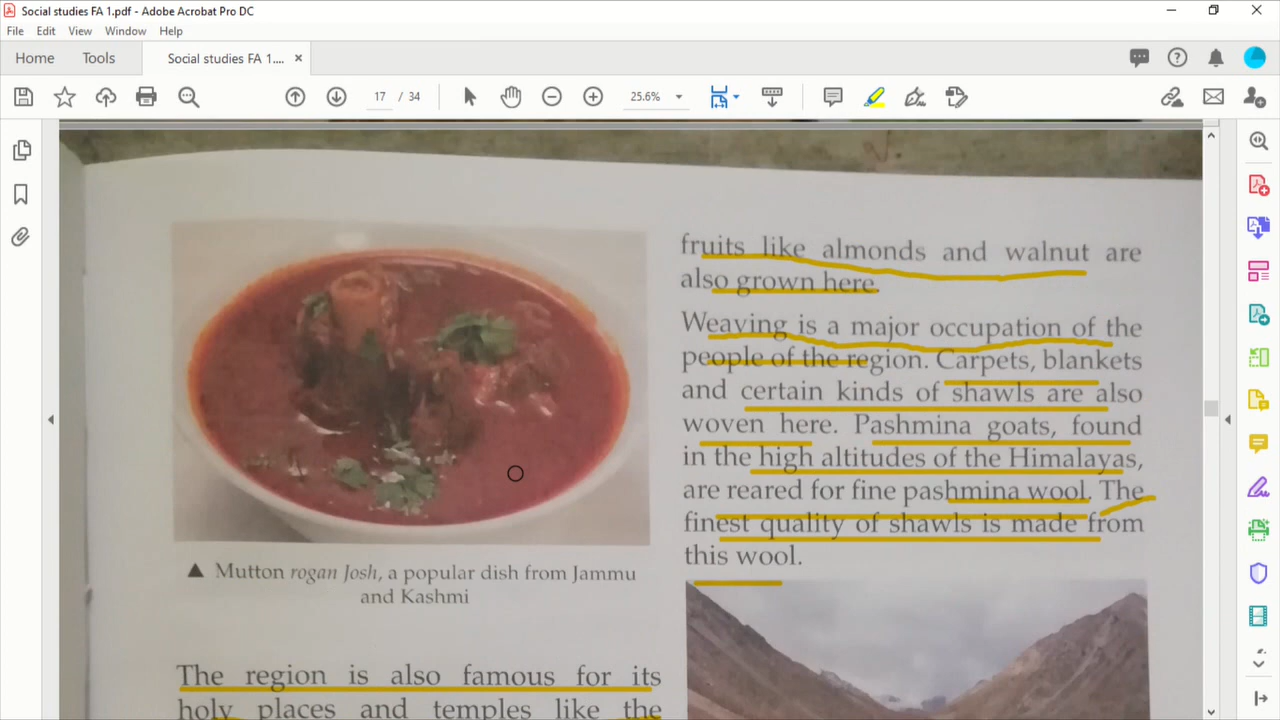 Social studies FA 1.pdf - Adobe Acrobat Pro DC
File Edit View Window Help
Home Tools Social studies FA 1....
17 / 34 25.6%
fruits like almonds and walnut are
also grown here.
Weaving is a major occupation of the
people of the region. Carpets, blankets
and certain kinds of shawls are also
woven here. Pashmina goats, found
in the high altitudes of the Himalayas,
are reared for fine pashmina wool. The
finest quality of shawls is made from
this wool.
▲ Mutton rogan Josh, a popular dish from Jammu
and Kashmi
The region is also famous for its
holy places and temples like the